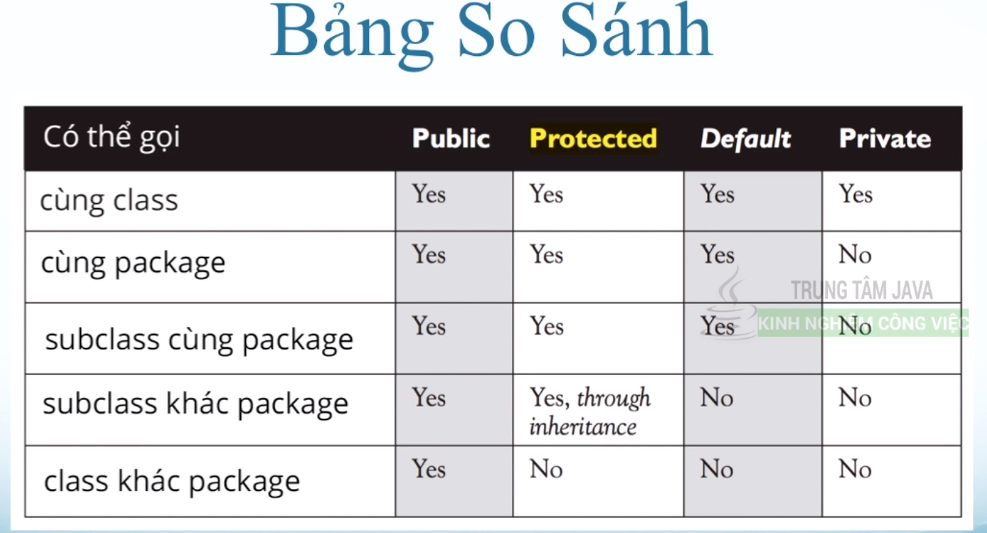 Bảng So Sánh
Có thể gọi Public Protected Default Private
cùng class Yes Yes Yes Yes
cùng package Yes Yes Yes No
TRUNG TÂM JAVA
KINH NGHIỆM CÔNG VIỆC
subclass cùng package Yes Yes Yes No
subclass khác package Yes Yes, through inheritance No No
class khác package Yes No No No